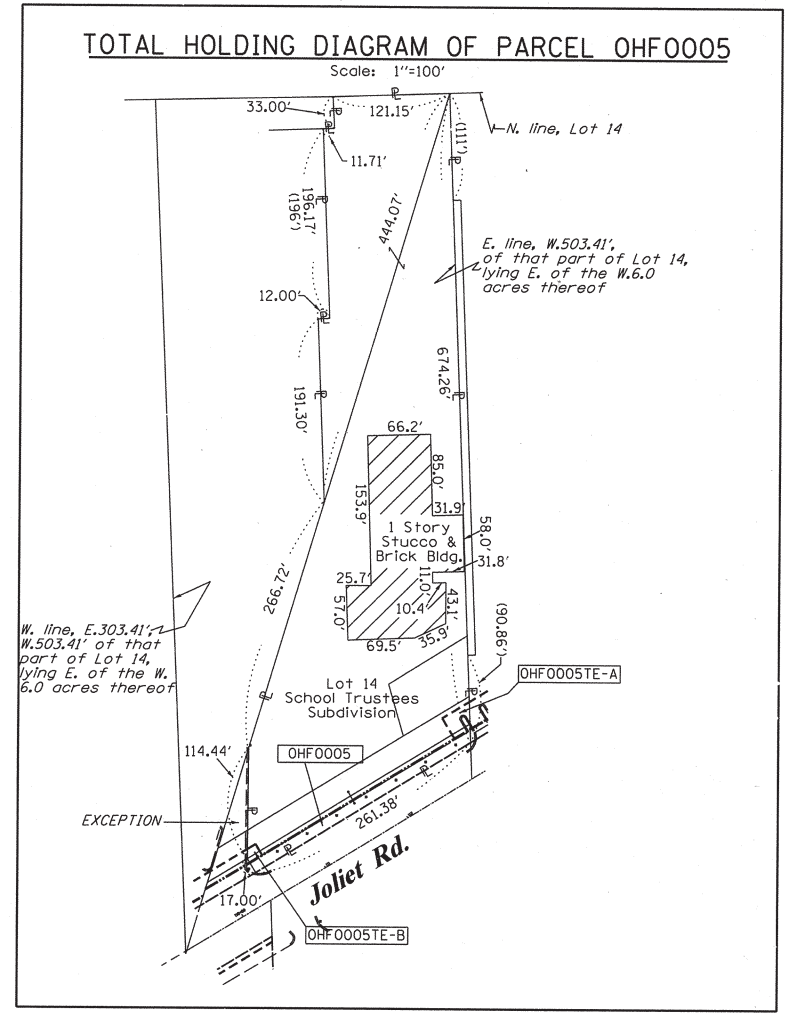 TOTAL HOLDING DIAGRAM OF PARCEL OHF0005
Scale: 1"=100'
33.00'
121.15'
(111')
N. line, Lot 14
11.71'
196.17'
(196')
444.07'
E. line, W.503.41',
of that part of Lot 14,
lying E. of the W.6.0
acres thereof
12.00'
674.26'
191.30'
66.2'
85.0'
153.9'
31.9'
1 Story
Stucco &
Brick Bldg.
58.0'
31.8'
11.0'
25.7'
57.0'
10.4'
43.1'
69.5'
35.9'
(90.86')
266.72'
W. line, E.303.41',
W.503.41' of that
part of Lot 14,
lying E. of the W.
6.0 acres thereof
Lot 14
School Trustees
Subdivision
OHF0005TE-A
114.44'
OHF0005
EXCEPTION
261.38'
Joliet Rd.
17.00'
OHF0005TE-B